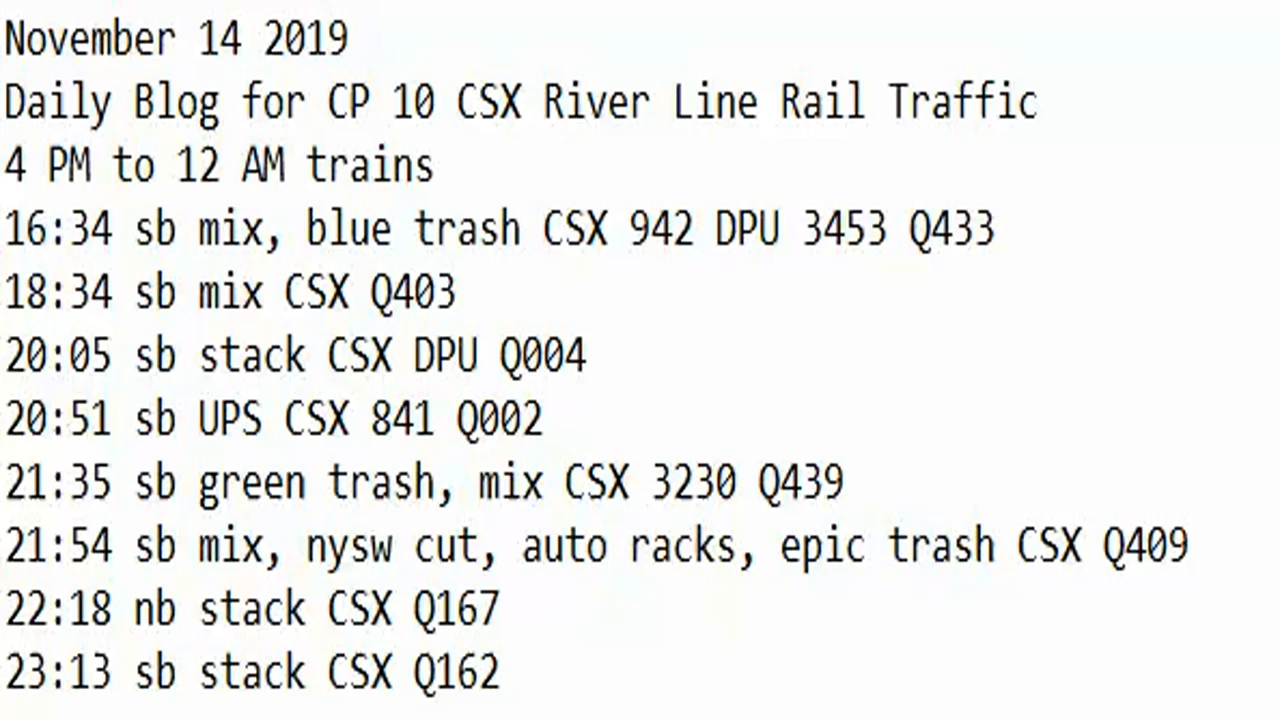 November 14 2019
Daily Blog for CP 10 CSX River Line Rail Traffic
4 PM to 12 AM trains
16:34 sb mix, blue trash CSX 942 DPU 3453 Q433
18:34 sb mix CSX Q403
20:05 sb stack CSX DPU Q004
20:51 sb UPS CSX 841 Q002
21:35 sb green trash, mix CSX 3230 Q439
21:54 sb mix, nysw cut, auto racks, epic trash CSX Q409
22:18 nb stack CSX Q167
23:13 sb stack CSX Q162